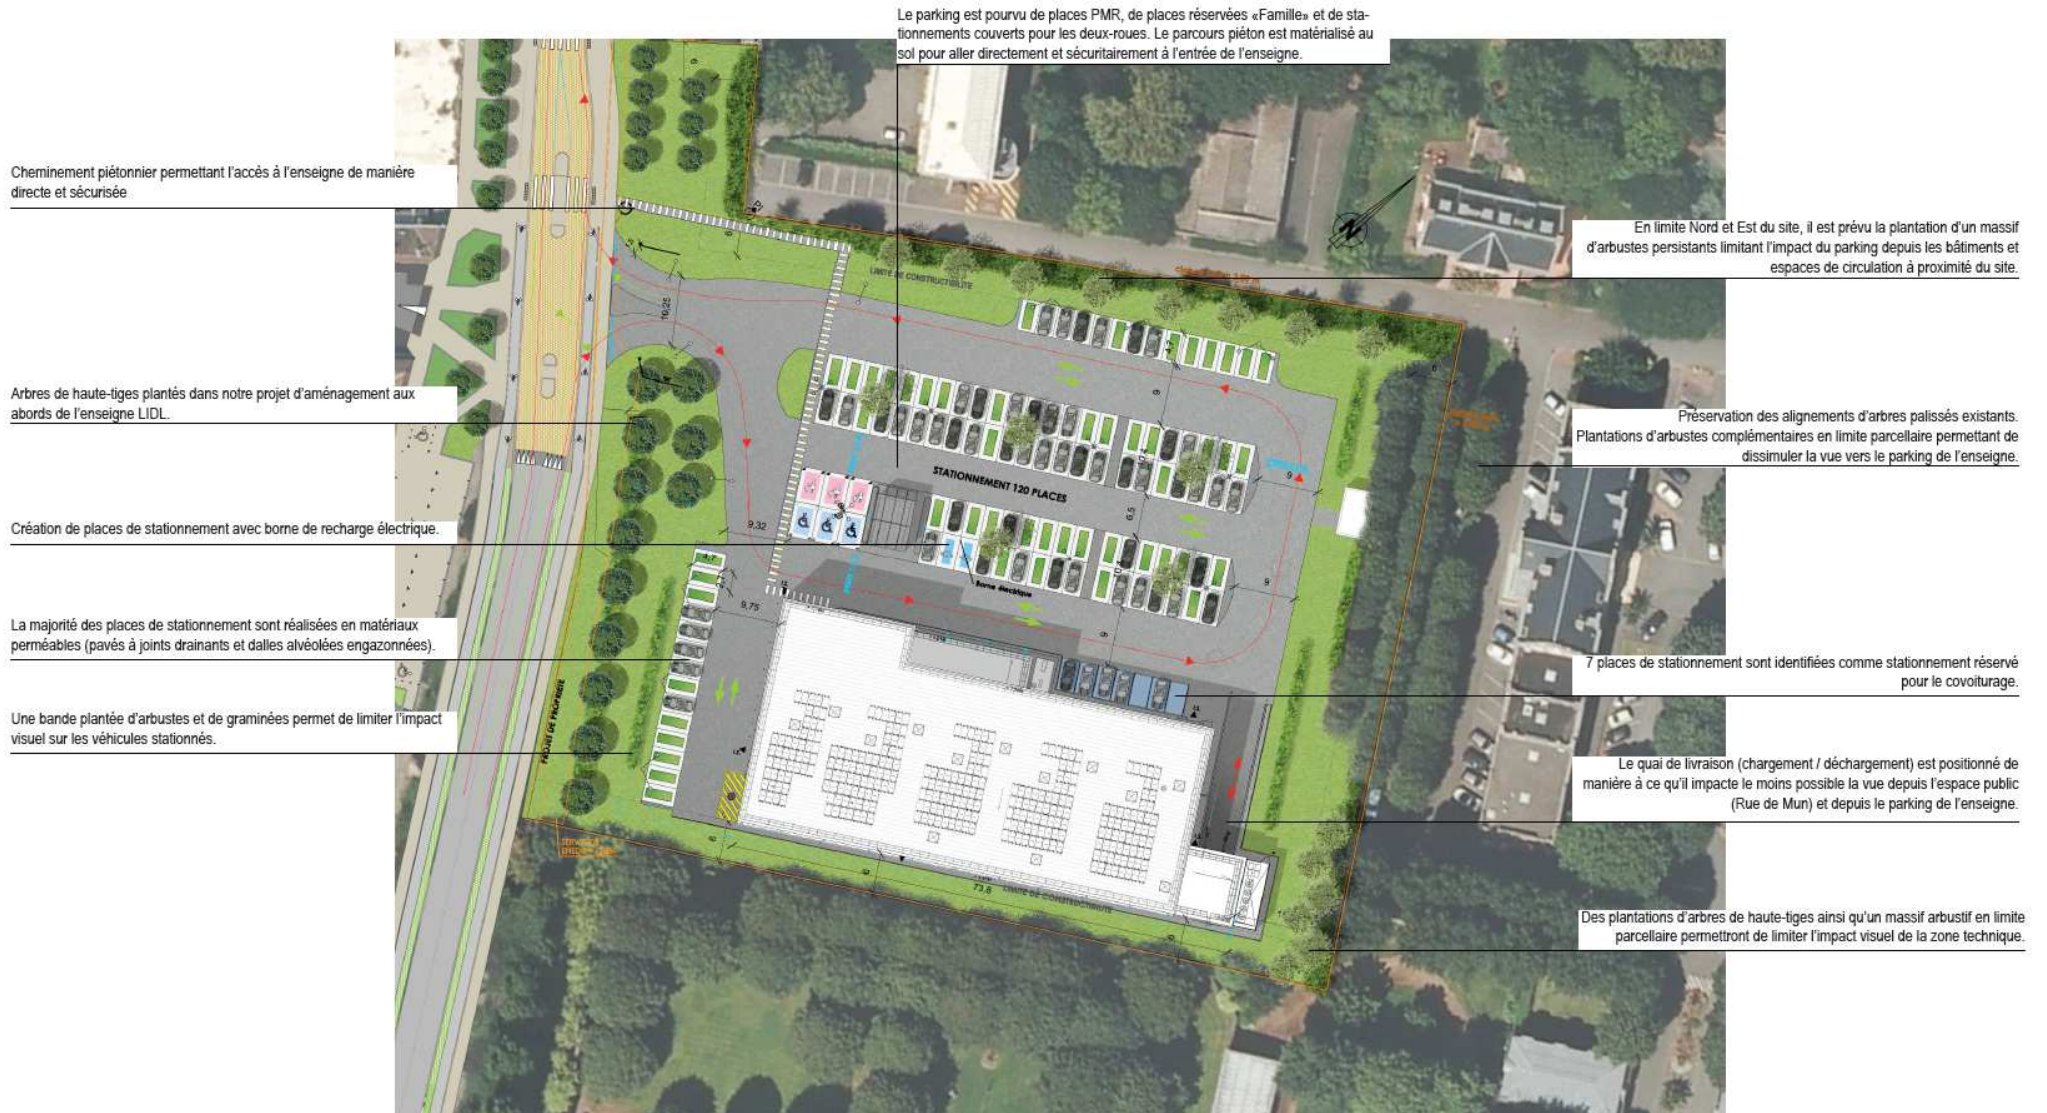 Le parking est pourvu de places PMR, de places réservées «Famille» et de sta-
tionnements couverts pour les deux-roues. Le parcours piéton est matérialisé au
sol pour aller directement et sécuritairement à l'entrée de l'enseigne.
Cheminement piétonnier permettant l'accès à l'enseigne de manière
directe et sécurisée
Arbres de haute-tiges plantés dans notre projet d'aménagement aux
abords de l'enseigne LIDL.
Création de places de stationnement avec borne de recharge électrique.
La majorité des places de stationnement sont réalisées en matériaux
perméables (pavés à joints drainants et dalles alvéolées engazonnées).
Une bande plantée d'arbustes et de graminées permet de limiter l'impact
visuel sur les véhicules stationnés.
En limite Nord et Est du site, il est prévu la plantation d'un massif
d'arbustes persistants limitant l'impact du parking depuis les bâtiments et
espaces de circulation à proximité du site.
Préservation des alignements d'arbres palissés existants.
Plantations d'arbustes complémentaires en limite parcellaire permettant de
dissimuler la vue vers le parking de l'enseigne.
7 places de stationnement sont identifiées comme stationnement réservé
pour le covoiturage.
Le quai de livraison (chargement / déchargement) est positionné de
manière à ce qu'il impacte le moins possible la vue depuis l'espace public
(Rue de Mun) et depuis le parking de l'enseigne.
Des plantations d'arbres de haute-tiges ainsi qu'un massif arbustif en limite
parcellaire permettront de limiter l'impact visuel de la zone technique.
LIMITE DE CONSTRUCTIBILITE
10,25
STATIONNEMENT 120 PLACES
9
6,5
9,32
9,75
Borne électrique
9
73,8
LIMITE DE CONSTRUCTIBILITE